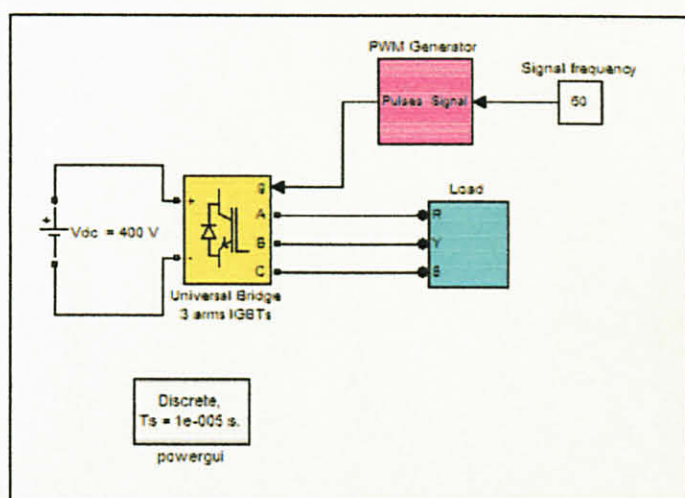 PWM Generator
Signal frequency
Pulses Signal
50
g
+
A
B
C
-
+
Vdc = 400 V
Load
R
Y
B
Universal Bridge
3 arms IGBTs
Discrete,
Ts = 1e-005 s.
powergui